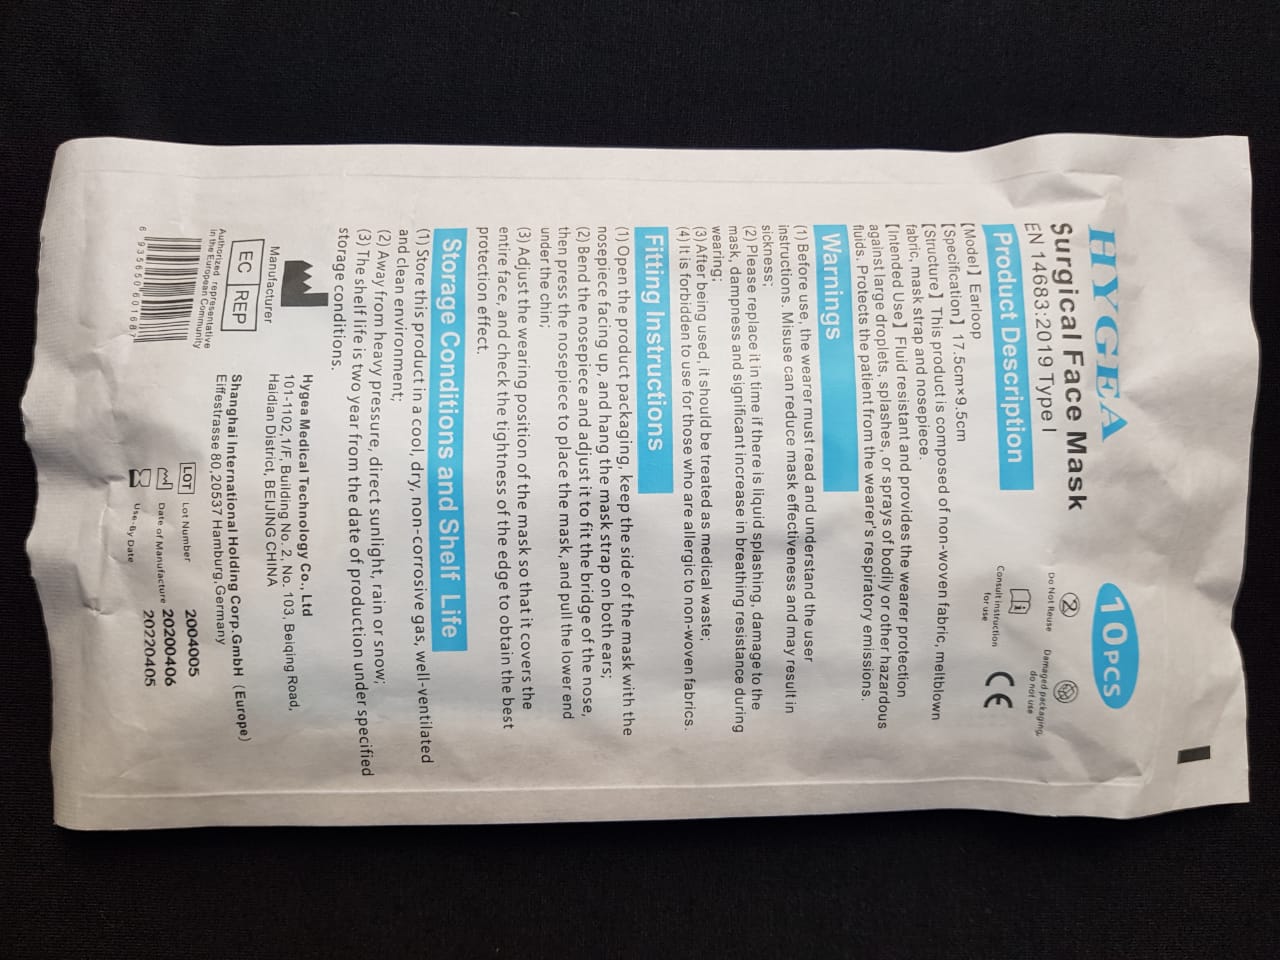 HYGEA
10PCS
Surgical Face Mask
EN 14683:2019 Type I
Do Not Reuse
Damaged packaging,
do not use
Consult instruction
for use
CE
Product Description
【Model】 Earloop
【Specification】 17.5cm×9.5cm
【Structure】 This product is composed of non-woven fabric, meltblown
fabric, mask strap and nosepiece.
【Intended Use】 Fluid resistant and provides the wearer protection
against large droplets, splashes, or sprays of bodily or other hazardous
fluids. Protects the patient from the wearer's respiratory emissions.
Warnings
(1) Before use, the wearer must read and understand the user
instructions. Misuse can reduce mask effectiveness and may result in
sickness;
(2) Please replace it in time if there is liquid splashing, damage to the
mask, dampness and significant increase in breathing resistance during
wearing;
(3) After being used, it should be treated as medical waste;
(4) It is forbidden to use for those who are allergic to non-woven fabrics.
Fitting Instructions
(1) Open the product packaging, keep the side of the mask with the
nosepiece facing up, and hang the mask strap on both ears;
(2) Bend the nosepiece and adjust it to fit the bridge of the nose,
then press the nosepiece to place the mask, and pull the lower end
under the chin;
(3) Adjust the wearing position of the mask so that it covers the
entire face, and check the tightness of the edge to obtain the best
protection effect.
Storage Conditions and Shelf Life
(1) Store this product in a cool, dry, non-corrosive gas, well-ventilated
and clean environment;
(2) Away from heavy pressure, direct sunlight, rain or snow;
(3) The shelf life is two year from the date of production under specified
storage conditions.
Manufacturer
Hygea Medical Technology Co., Ltd
101-1102,1/F, Building No. 2, No. 103, Beiqing Road,
Haidian District, BEIJING CHINA
EC REP
Authorized representative
in the European Community
Shanghai International Holding Corp.GmbH (Europe)
Eiffestrasse 80,20537 Hamburg,Germany
LOT Lot Number 2004005
Date of Manufacture 20200406
Use-By Date 20220405
6 935650 601687